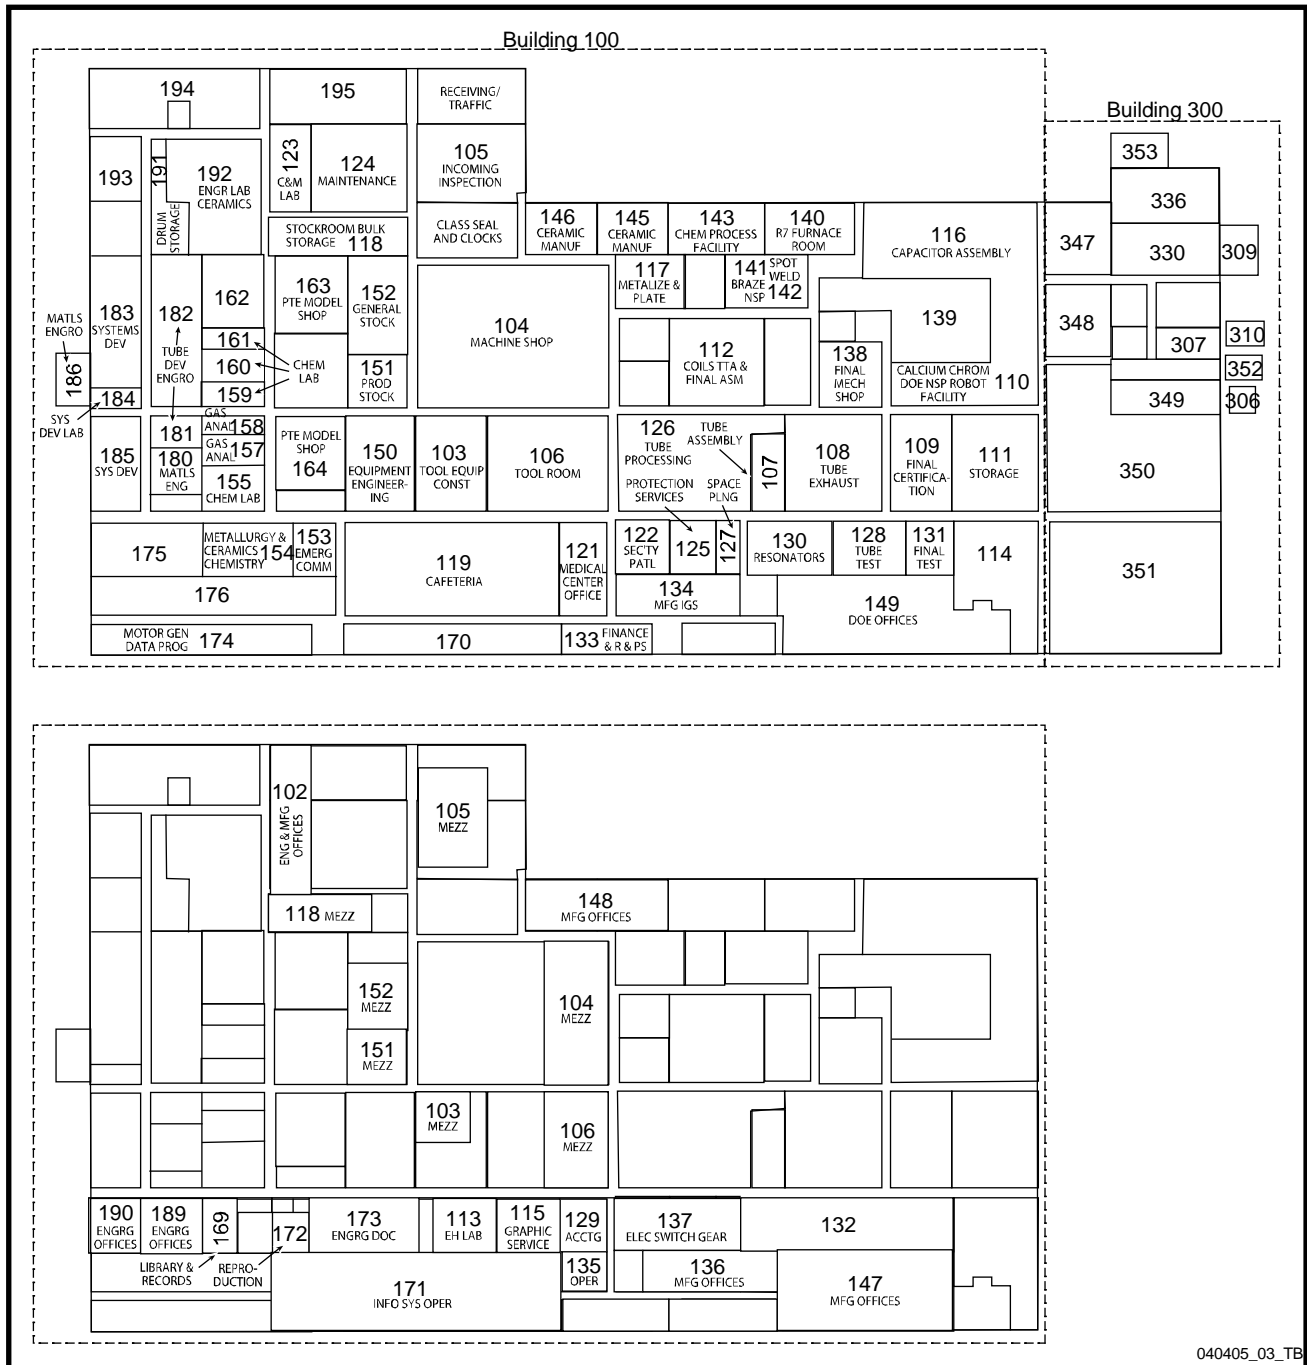 Building 100
Building 300
194
195
RECEIVING/
TRAFFIC
353
193
191
DRUM
STORAGE
192
ENGR LAB
CERAMICS
123
C&M
LAB
124
MAINTENANCE
105
INCOMING
INSPECTION
336
STOCKROOM BULK
STORAGE 118
CLASS SEAL
AND CLOCKS
146
CERAMIC
MANUF
145
CERAMIC
MANUF
143
CHEM PROCESS
FACILITY
140
R7 FURNACE
ROOM
116
CAPACITOR ASSEMBLY
347
330
309
117
METALIZE &
PLATE
141
BRAZE
NSP
SPOT
WELD
142
183
SYSTEMS
DEV
182
TUBE
DEV
ENGRO
162
163
PTE MODEL
SHOP
152
GENERAL
STOCK
104
MACHINE SHOP
139
348
307
310
MATLS
ENGRO
186
161
160
159
CHEM
LAB
151
PROD
STOCK
112
COILS TTA &
FINAL ASM
138
FINAL
MECH
SHOP
CALCIUM CHROM
DOE NSP ROBOT
FACILITY
110
352
349
306
184
SYS
DEV LAB
185
SYS DEV
181
180
MATLS
ENG
GAS
ANAL 158
GAS
ANAL 157
155
CHEM LAB
PTE MODEL
SHOP
164
150
EQUIPMENT
ENGINEER-
ING
103
TOOL EQUIP
CONST
106
TOOL ROOM
126
TUBE
PROCESSING
TUBE
ASSEMBLY
107
108
TUBE
EXHAUST
109
FINAL
CERTIFICA-
TION
111
STORAGE
350
PROTECTION
SERVICES
SPACE
PLNG
175
METALLURGY &
CERAMICS
CHEMISTRY 154
153
EMERG
COMM
119
CAFETERIA
121
MEDICAL
CENTER
OFFICE
122
SEC'TY
PATL
125
127
130
RESONATORS
128
TUBE
TEST
131
FINAL
TEST
114
351
176
134
MFG IGS
149
DOE OFFICES
MOTOR GEN
DATA PROG 174
170
133 FINANCE
& R & PS
102
ENG & MFG
OFFICES
105
MEZZ
118 MEZZ
148
MFG OFFICES
152
MEZZ
104
MEZZ
151
MEZZ
103
MEZZ
106
MEZZ
190
ENGRG
OFFICES
189
ENGRG
OFFICES
169
172
173
ENGRG DOC
113
EH LAB
115
GRAPHIC
SERVICE
129
ACCTG
137
ELEC SWITCH GEAR
132
LIBRARY &
RECORDS
REPRO-
DUCTION
171
INFO SYS OPER
135
OPER
136
MFG OFFICES
147
MFG OFFICES
040405_03_TB